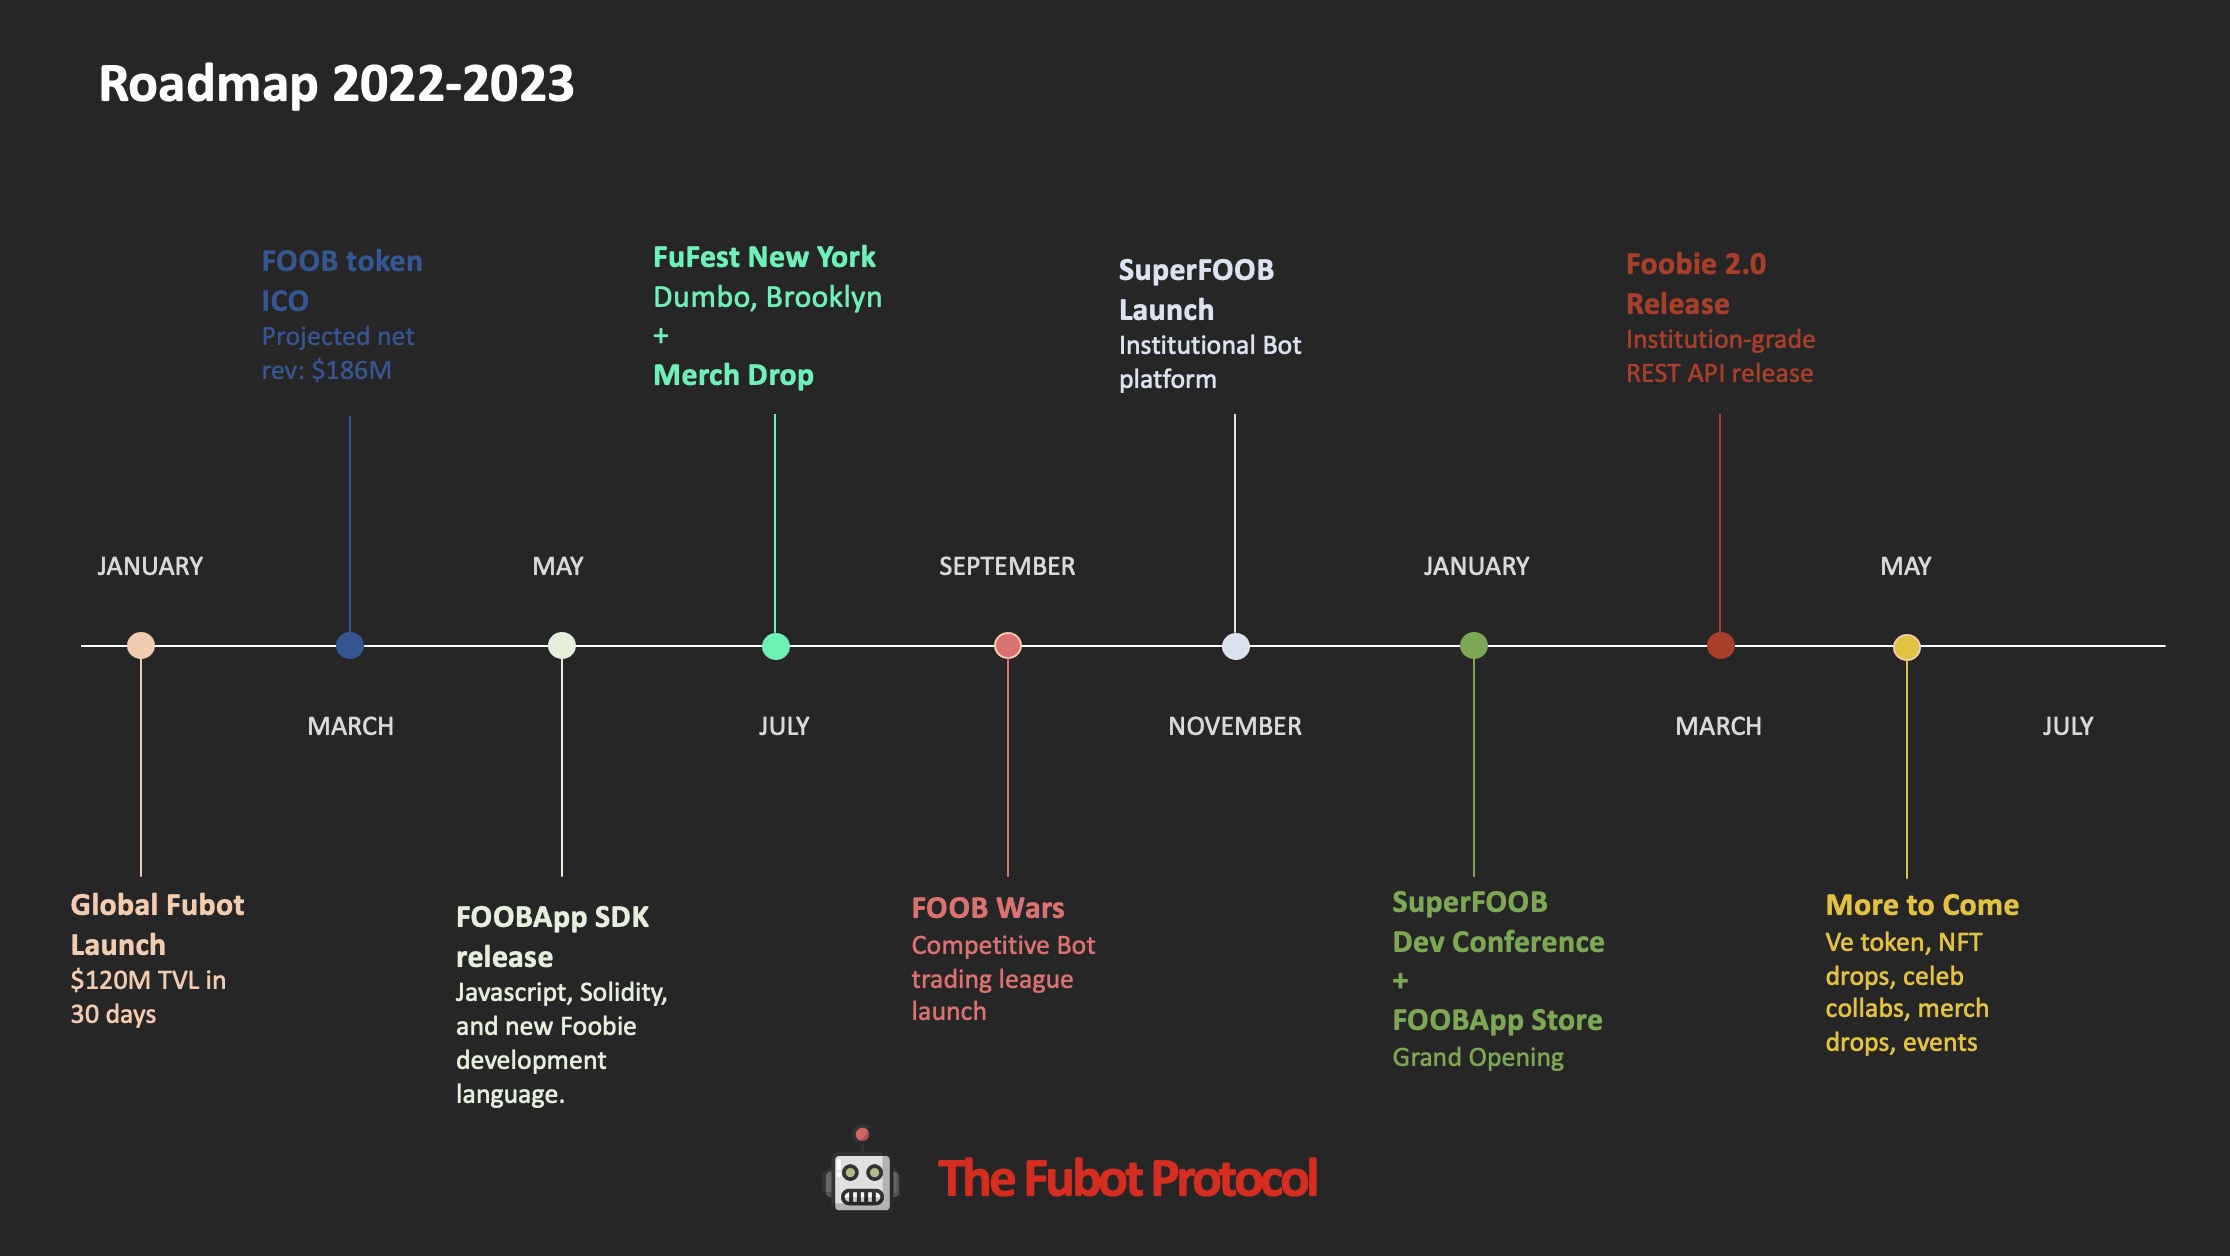 Roadmap 2022-2023
FOOB token
ICO
Projected net
rev: $186M
FuFest New York
Dumbo, Brooklyn
+
Merch Drop
SuperFOOB
Launch
Institutional Bot
platform
Foobie 2.0
Release
Institution-grade
REST API release
JANUARY
MAY
SEPTEMBER
JANUARY
MAY
MARCH
JULY
NOVEMBER
MARCH
JULY
Global Fubot
Launch
$120M TVL in
30 days
FOOBApp SDK
release
Javascript, Solidity,
and new Foobie
development
language.
FOOB Wars
Competitive Bot
trading league
launch
SuperFOOB
Dev Conference
+
FOOBApp Store
Grand Opening
More to Come
Ve token, NFT
drops, celeb
collabs, merch
drops, events
The Fubot Protocol